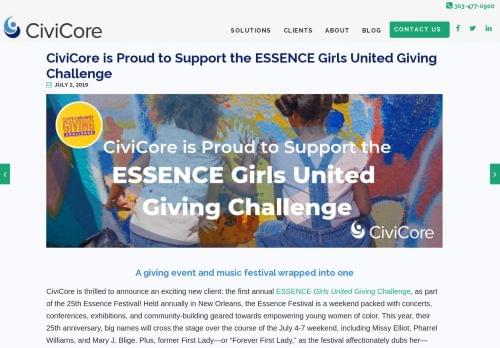 303-477-0900
CiviCore
SOLUTIONS CLIENTS ABOUT BLOG CONTACT US
CiviCore is Proud to Support the ESSENCE Girls United Giving
Challenge
JULY 2, 2019
GIVING
CHALLENGE
CiviCore is Proud to Support the
ESSENCE Girls United
Giving Challenge
CiviCore
A giving event and music festival wrapped into one
CiviCore is thrilled to announce an exciting new client: the first annual ESSENCE Girls United Giving Challenge, as part
of the 25th Essence Festival! Held annually in New Orleans, the Essence Festival is a weekend packed with concerts,
conferences, exhibitions, and community-building geared towards empowering young women of color. This year, their
25th anniversary, big names will cross the stage over the course of the July 4-7 weekend, including Missy Elliot, Pharrel
Williams, and Mary J. Blige. Plus, former First Lady—or “Forever First Lady,” as the festival affectionately dubs her—